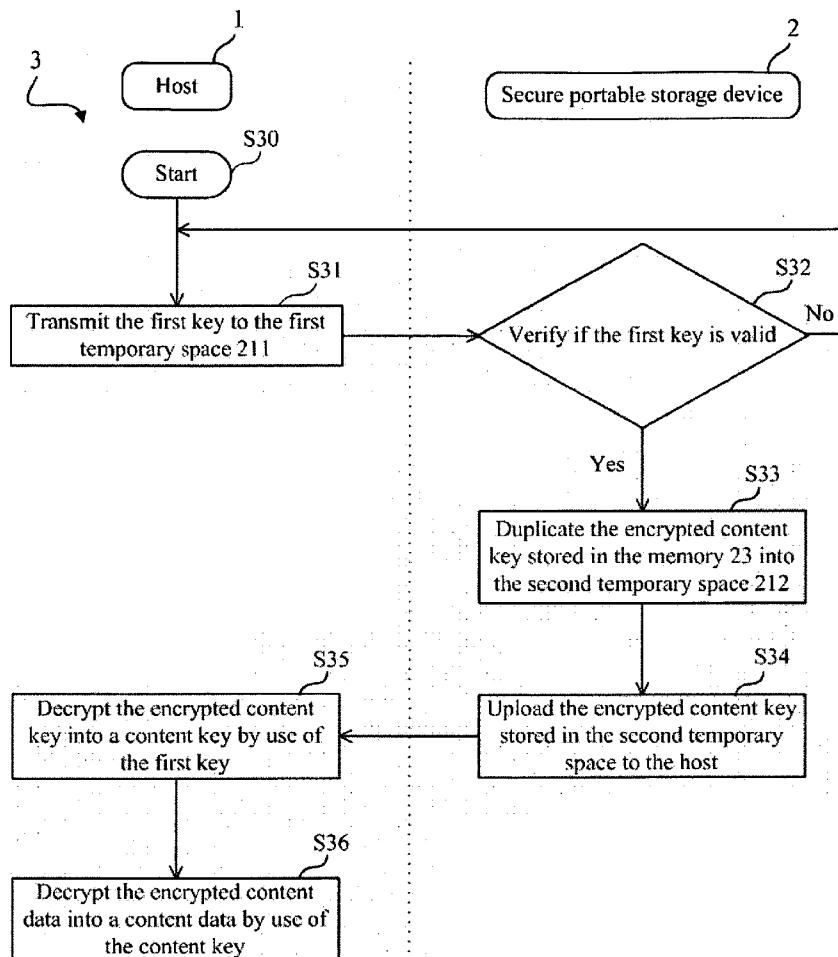 1
2
3
Host
Secure portable storage device
S30
Start
S31
Transmit the first key to the first
temporary space 211
S32
Verify if the first key is valid
No
Yes
S33
Duplicate the encrypted content
key stored in the memory 23 into
the second temporary space 212
S34
Upload the encrypted content key
stored in the second temporary
space to the host
S35
Decrypt the encrypted content
key into a content key by use of
the first key
S36
Decrypt the encrypted content
data into a content data by use of
the content key